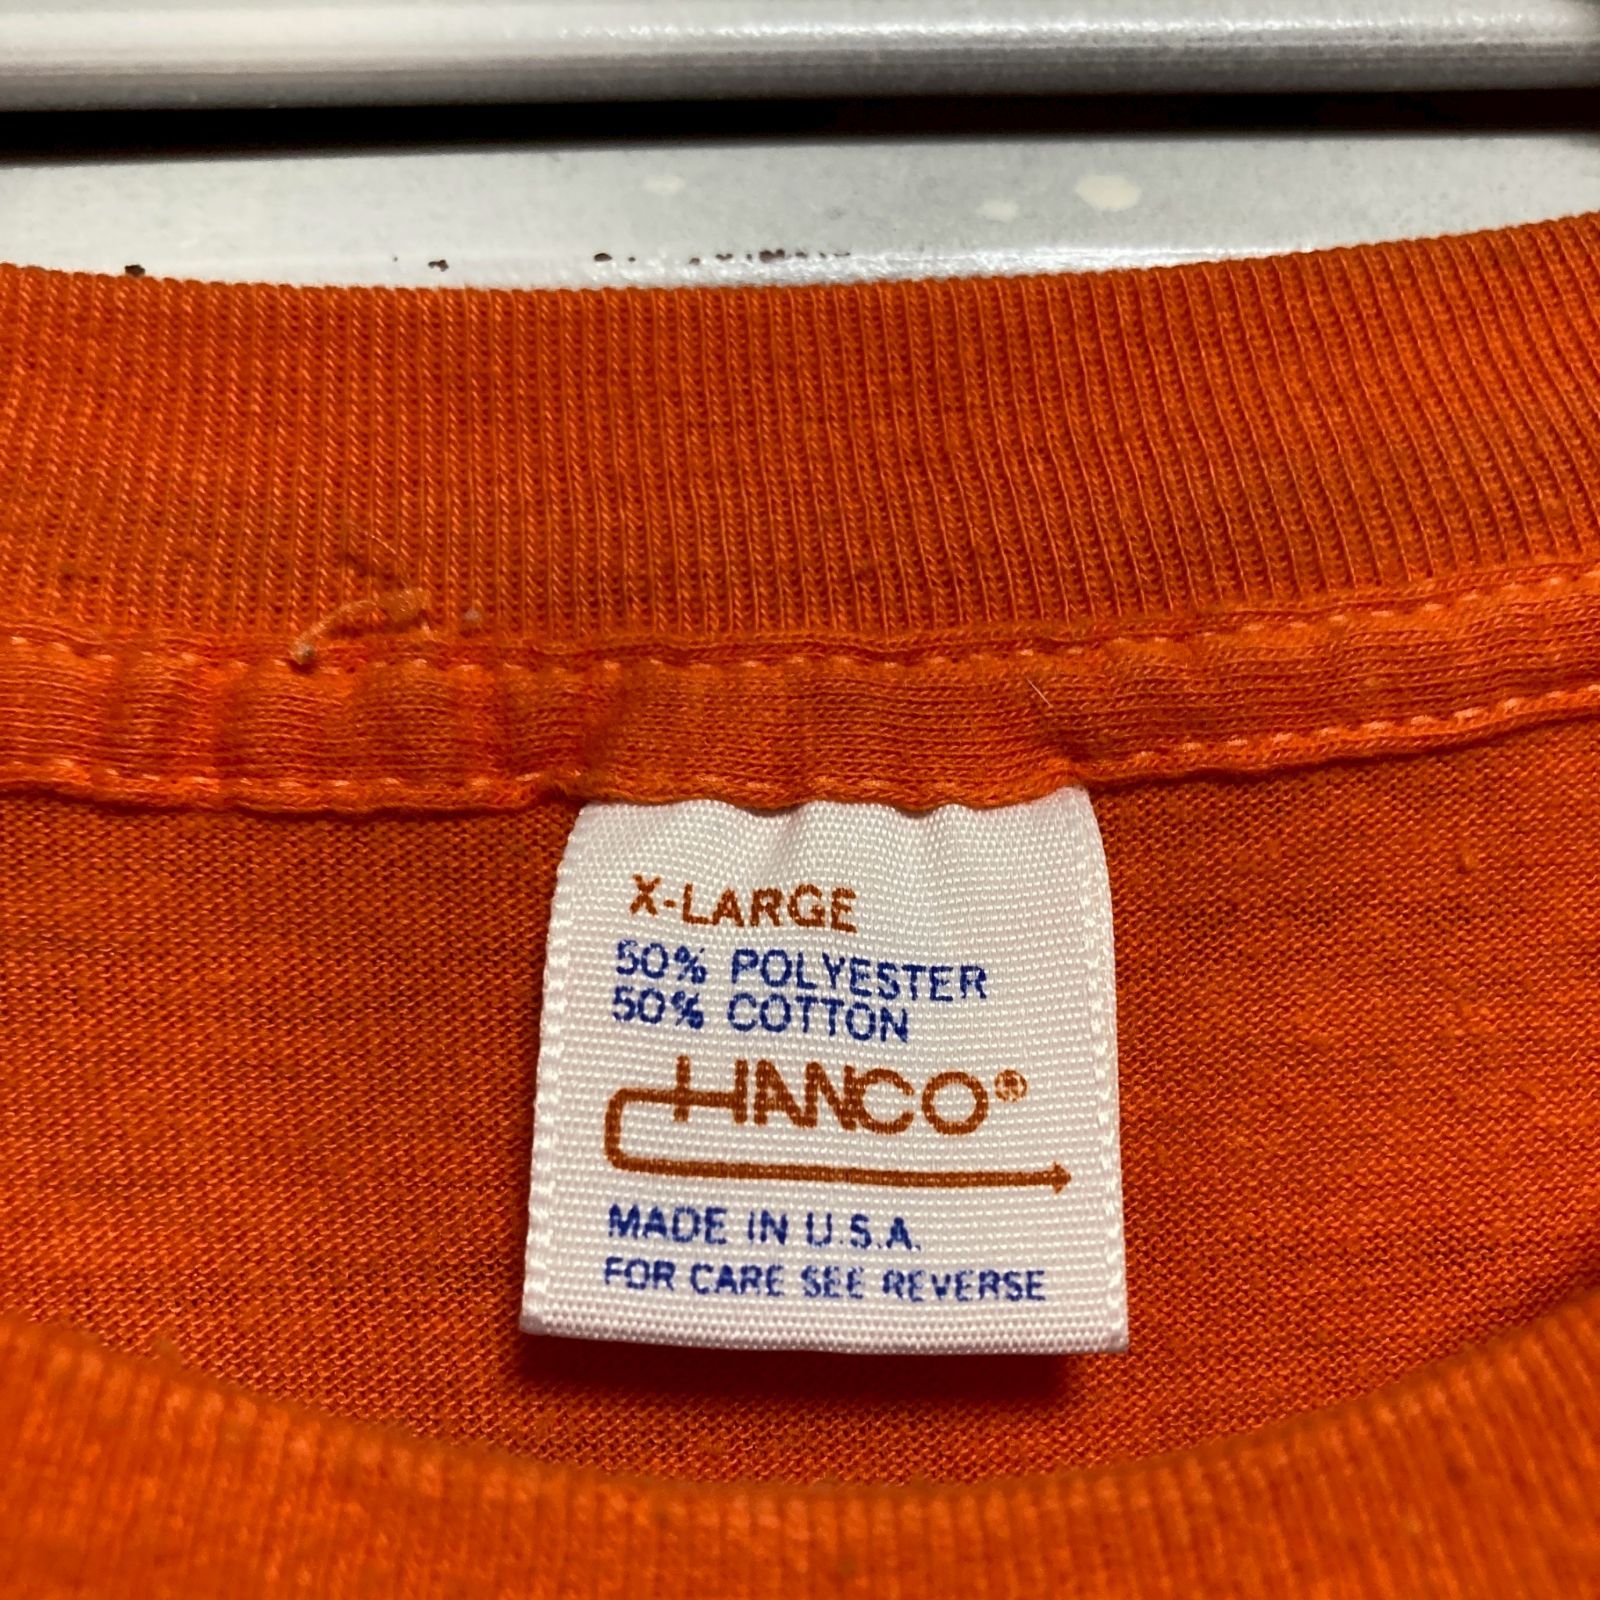 X-LARGE
50% POLYESTER
50% COTTON
HANCO®
MADE IN U.S.A.
FOR CARE SEE REVERSE